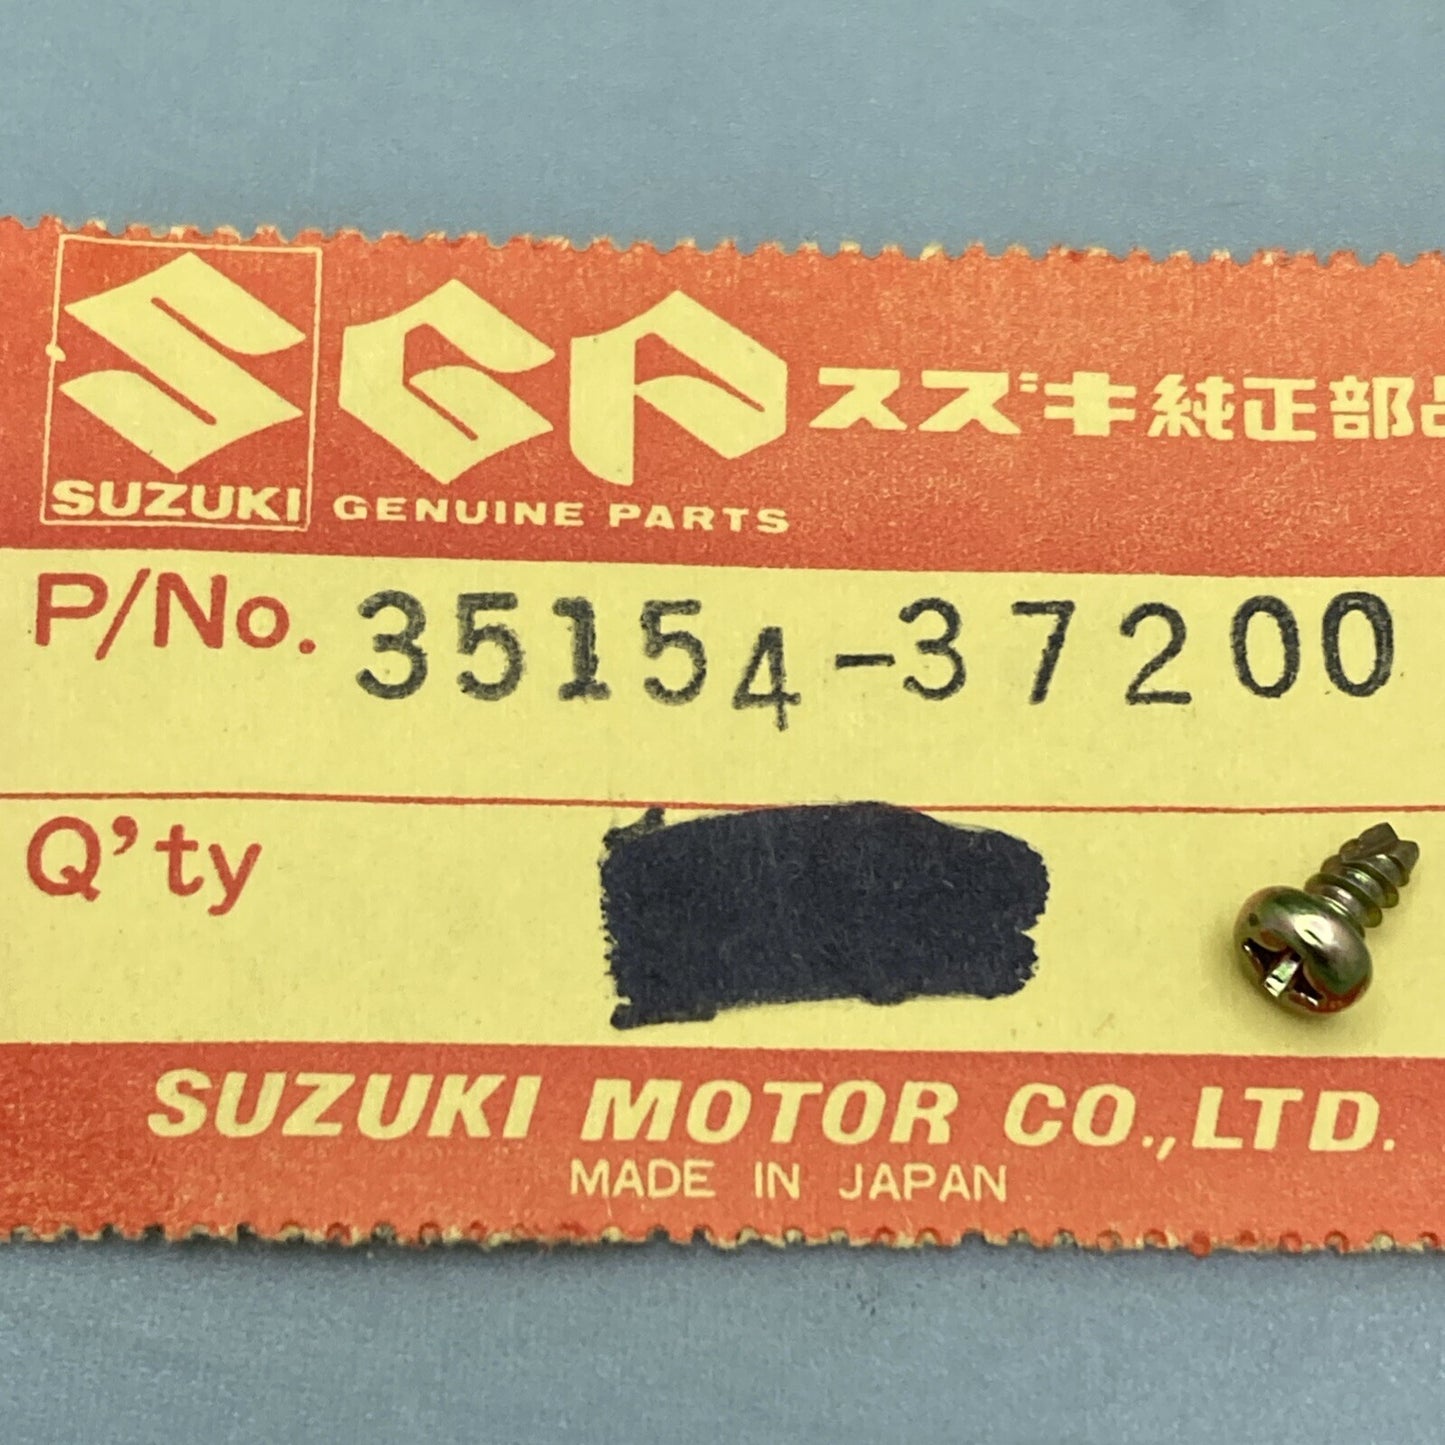 SGP スズキ純正部品
SUZUKI GENUINE PARTS
P/No. 35154-37200
Q'ty
SUZUKI MOTOR CO.,LTD.
MADE IN JAPAN